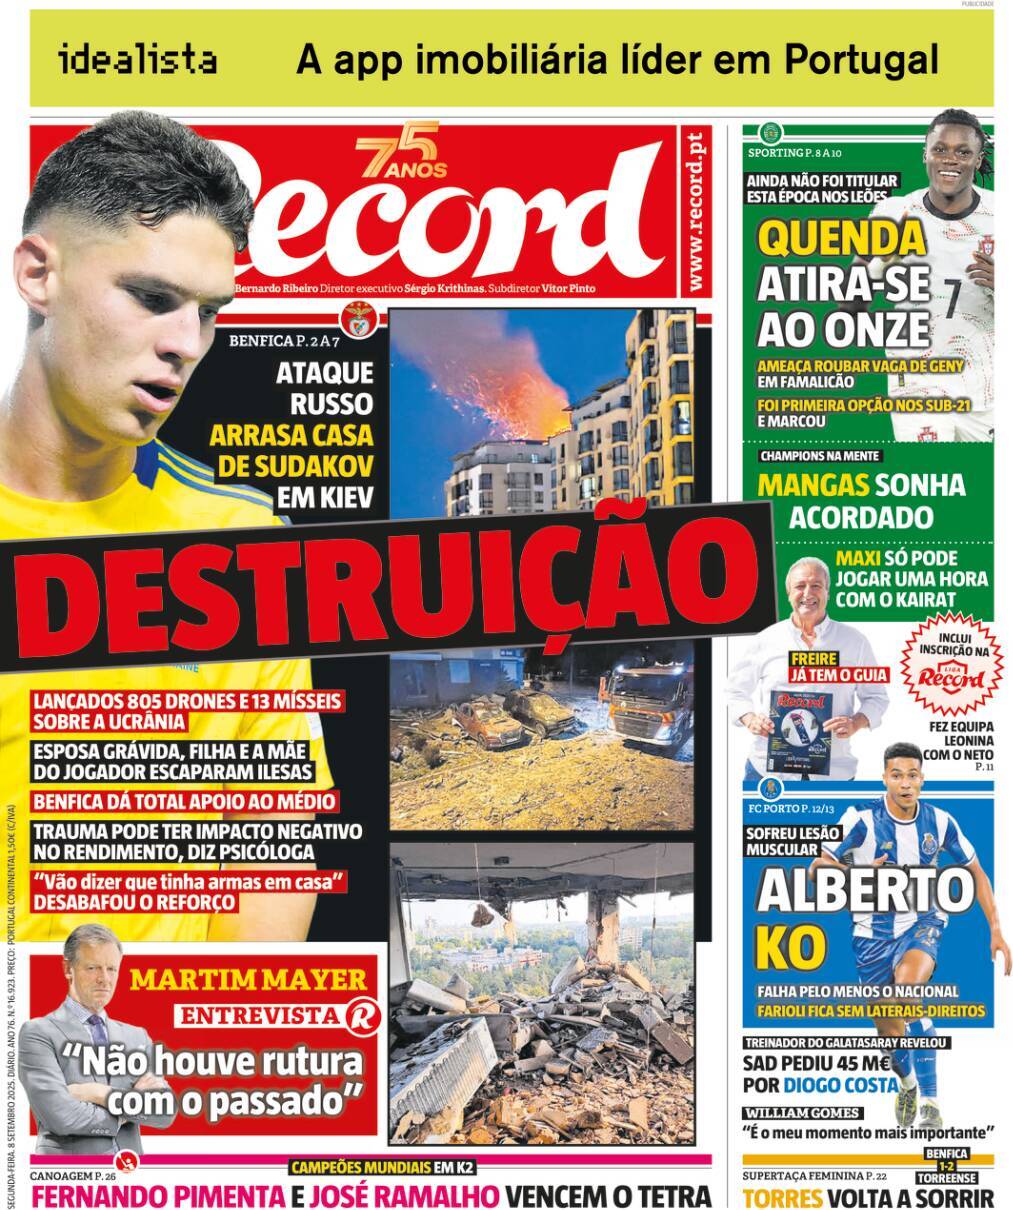 PUBLICIDADE
idealista
A app imobiliária líder em Portugal
75
ANOS
Record
www.record.pt
Bernardo Ribeiro Diretor executivo Sérgio Krithinas. Subdiretor Vítor Pinto
BENFICA P. 2 A 7
ATAQUE
RUSSO
ARRASA CASA
DE SUDAKOV
EM KIEV
DESTRUIÇÃO
LANÇADOS 805 DRONES E 13 MÍSSEIS
SOBRE A UCRÂNIA
ESPOSA GRÁVIDA, FILHA E A MÃE
DO JOGADOR ESCAPARAM ILESAS
BENFICA DÁ TOTAL APOIO AO MÉDIO
TRAUMA PODE TER IMPACTO NEGATIVO
NO RENDIMENTO, DIZ PSICÓLOGA
“Vão dizer que tinha armas em casa”
DESABAFOU O REFORÇO
MARTIM MAYER
ENTREVISTA R
“Não houve rutura
com o passado”
SEGUNDA-FEIRA. 8 SETEMBRO 2025. DIÁRIO. ANO 76. N.º 16.923. PREÇO: PORTUGAL CONTINENTAL 1,50€ (C/IVA)
CANOAGEM P. 26
CAMPEÕES MUNDIAIS EM K2
FERNANDO PIMENTA E JOSÉ RAMALHO VENCEM O TETRA
SPORTING P. 8 A 10
AINDA NÃO FOI TITULAR
ESTA ÉPOCA NOS LEÕES
QUENDA
ATIRA-SE
AO ONZE
7
AMEAÇA ROUBAR VAGA DE GENY
EM FAMALICÃO
FOI PRIMEIRA OPÇÃO NOS SUB-21
E MARCOU
CHAMPIONS NA MENTE
MANGAS SONHA
ACORDADO
MAXI SÓ PODE
JOGAR UMA HORA
COM O KAIRAT
FREIRE
JÁ TEM O GUIA
Record
INCLUI
INSCRIÇÃO NA
LIGA
Record
FEZ EQUIPA
LEONINA
COM O NETO
P. 11
FC PORTO P. 12/13
SOFREU LESÃO
MUSCULAR
ALBERTO
KO
FALHA PELO MENOS O NACIONAL
FARIOLI FICA SEM LATERAIS-DIREITOS
TREINADOR DO GALATASARAY REVELOU
SAD PEDIU 45 M€
POR DIOGO COSTA
WILLIAM GOMES
“É o meu momento mais importante”
SUPERTAÇA FEMININA P. 22
BENFICA
1-2
TORREENSE
TORRES VOLTA A SORRIR